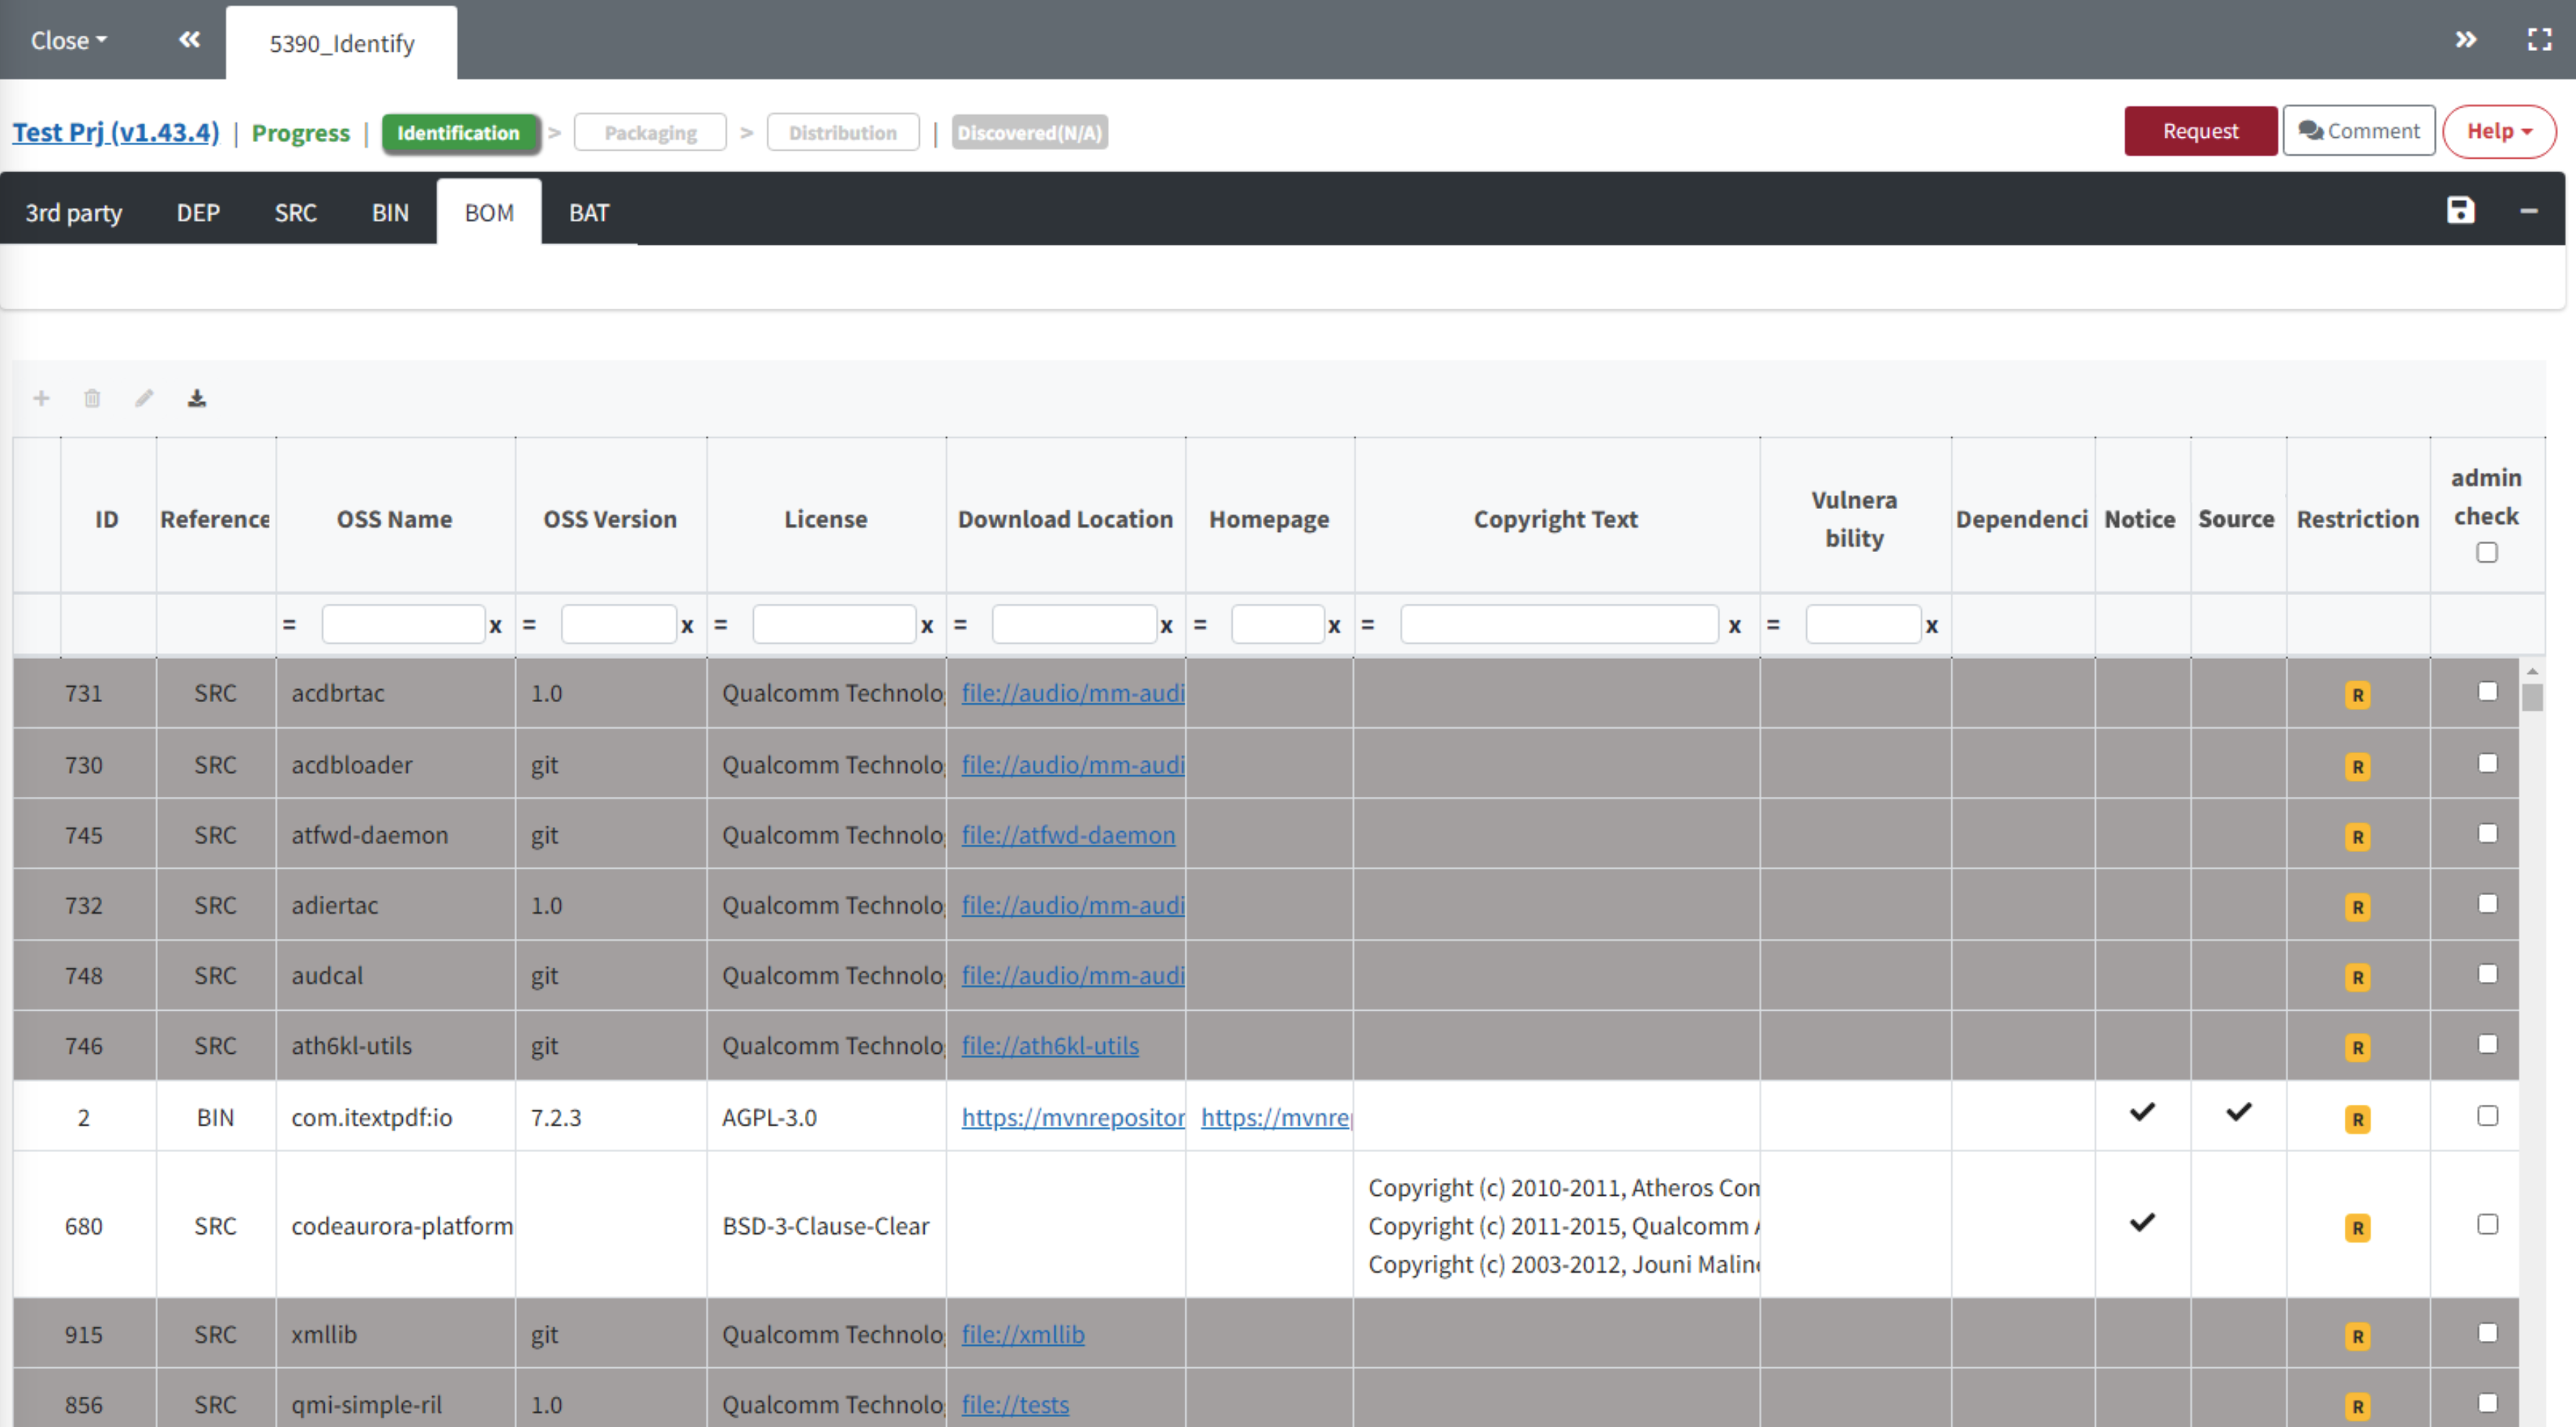 Close
5390_Identify
Test Prj (v1.43.4) | Progress | Identification > Packaging > Distribution | Discovered(N/A)
Request Comment Help
3rd party DEP SRC BIN BOM BAT
ID Reference OSS Name OSS Version License Download Location Homepage Copyright Text Vulnera bility Dependenci Notice Source Restriction admin check
= x = x = x = x = x = x = x
731 SRC acdbrtac 1.0 Qualcomm Technolo file://audio/mm-audi R
730 SRC acdbloader git Qualcomm Technolo file://audio/mm-audi R
745 SRC atfwd-daemon git Qualcomm Technolo file://atfwd-daemon R
732 SRC adiertac 1.0 Qualcomm Technolo file://audio/mm-audi R
748 SRC audcal git Qualcomm Technolo file://audio/mm-audi R
746 SRC ath6kl-utils git Qualcomm Technolo file://ath6kl-utils R
2 BIN com.itextpdf:io 7.2.3 AGPL-3.0 https://mvnrepositor https://mvnre R
680 SRC codeaurora-platform BSD-3-Clause-Clear Copyright (c) 2010-2011, Atheros Com
Copyright (c) 2011-2015, Qualcomm A
Copyright (c) 2003-2012, Jouni Maline R
915 SRC xmllib git Qualcomm Technolo file://xmllib R
856 SRC qmi-simple-ril 1.0 Qualcomm Technolo file://tests R